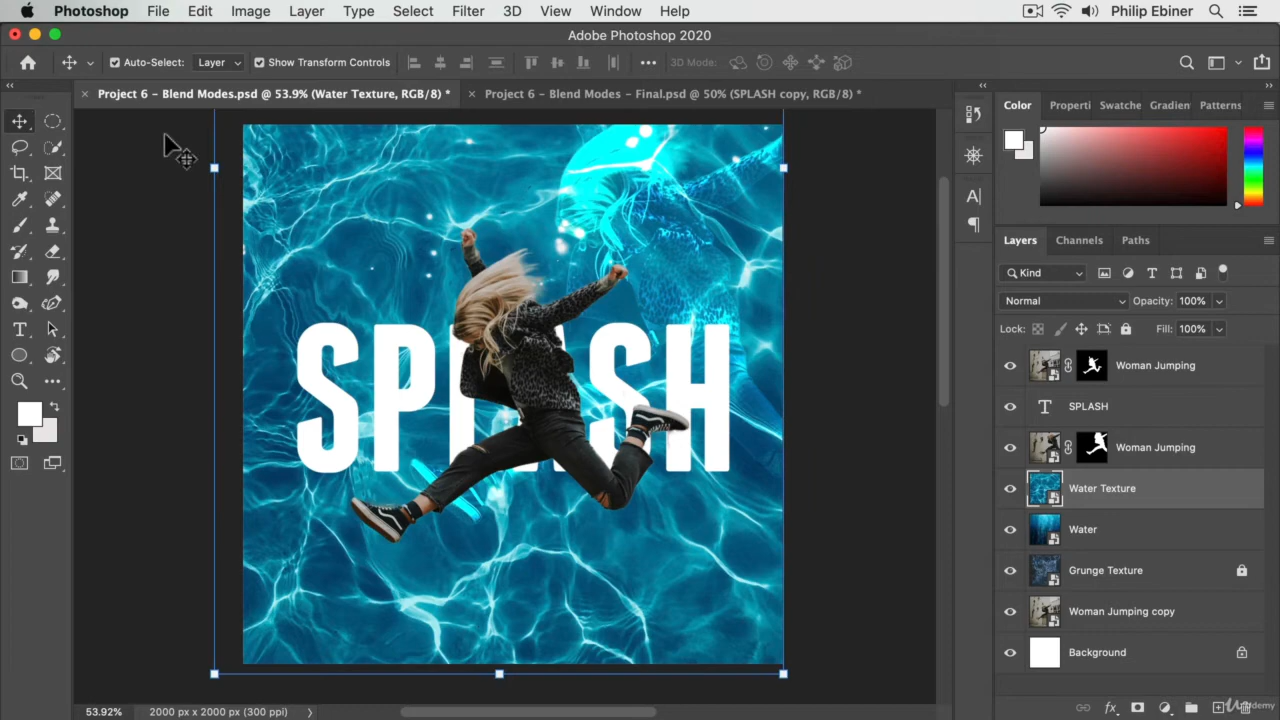 Photoshop File Edit Image Layer Type Select Filter 3D View Window Help Philip Ebiner
Adobe Photoshop 2020
Auto-Select: Layer Show Transform Controls 3D Mode:
Project 6 – Blend Modes.psd @ 53.9% (Water Texture, RGB/8) * Project 6 – Blend Modes – Final.psd @ 50% (SPLASH copy, RGB/8) *
Color Properti Swatche Gradien Patterns
Layers Channels Paths
Kind
Normal Opacity: 100%
Lock: Fill: 100%
Woman Jumping
SPLASH
SPLASH
Woman Jumping
Water Texture
Water
Grunge Texture
Woman Jumping copy
Background
53.92% 2000 px x 2000 px (300 ppi)